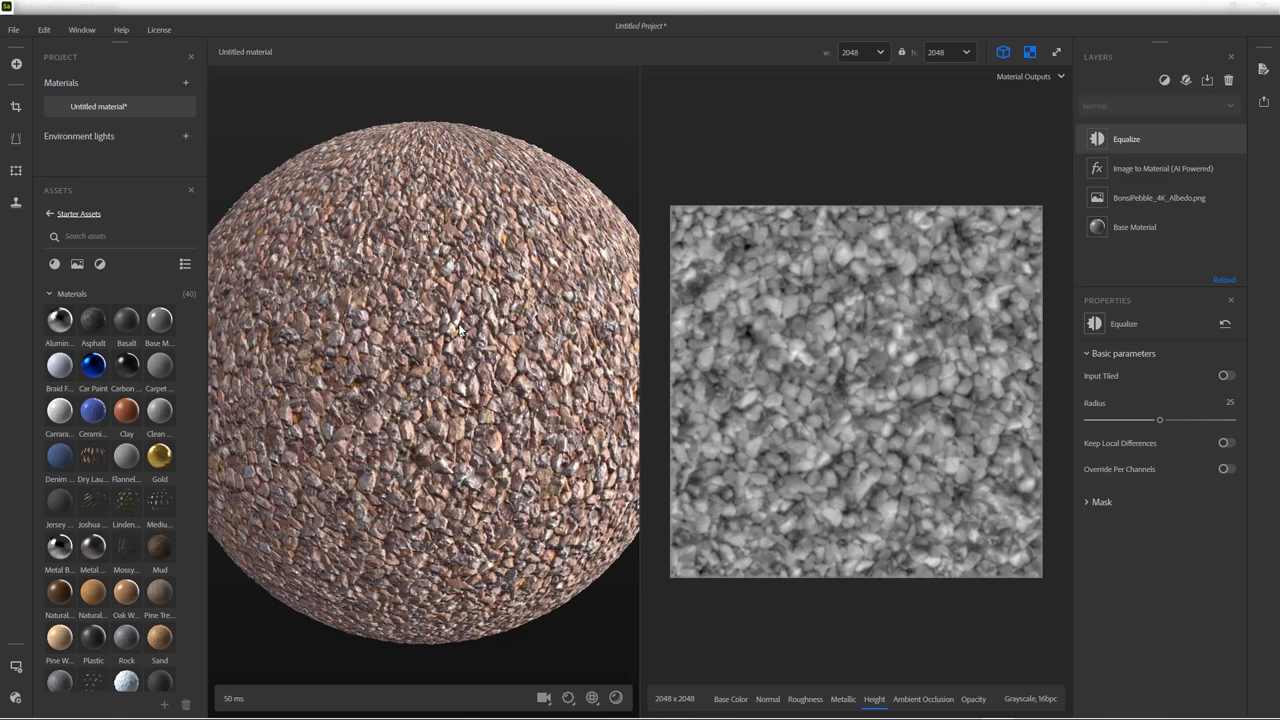 Sa
File Edit Window Help License
Untitled Project *
PROJECT
Materials
Untitled material*
Environment lights
ASSETS
Starter Assets
Search assets
Materials (40)
Alumin... Asphalt Basalt Base M...
Braid F... Car Paint Carbon ... Carpet ...
Carrara... Cerami... Clay Clean ...
Denim ... Dry Lau... Flannel... Gold
Jersey ... Joshua ... Linden... Mediu...
Metal B... Metal ... Mossy... Mud
Natural... Natural... Oak W... Pine Tre...
Pine W... Plastic Rock Sand
Untitled material
w: 2048 h: 2048
Material Outputs
50 ms
2048 x 2048 Base Color Normal Roughness Metallic Height Ambient Occlusion Opacity Grayscale, 16bpc
LAYERS
Normal
Equalize
Image to Material (AI Powered)
BonsiPebble_4K_Albedo.png
Base Material
Reload
PROPERTIES
Equalize
Basic parameters
Input Tiled
Radius 25
Keep Local Differences
Override Per Channels
Mask